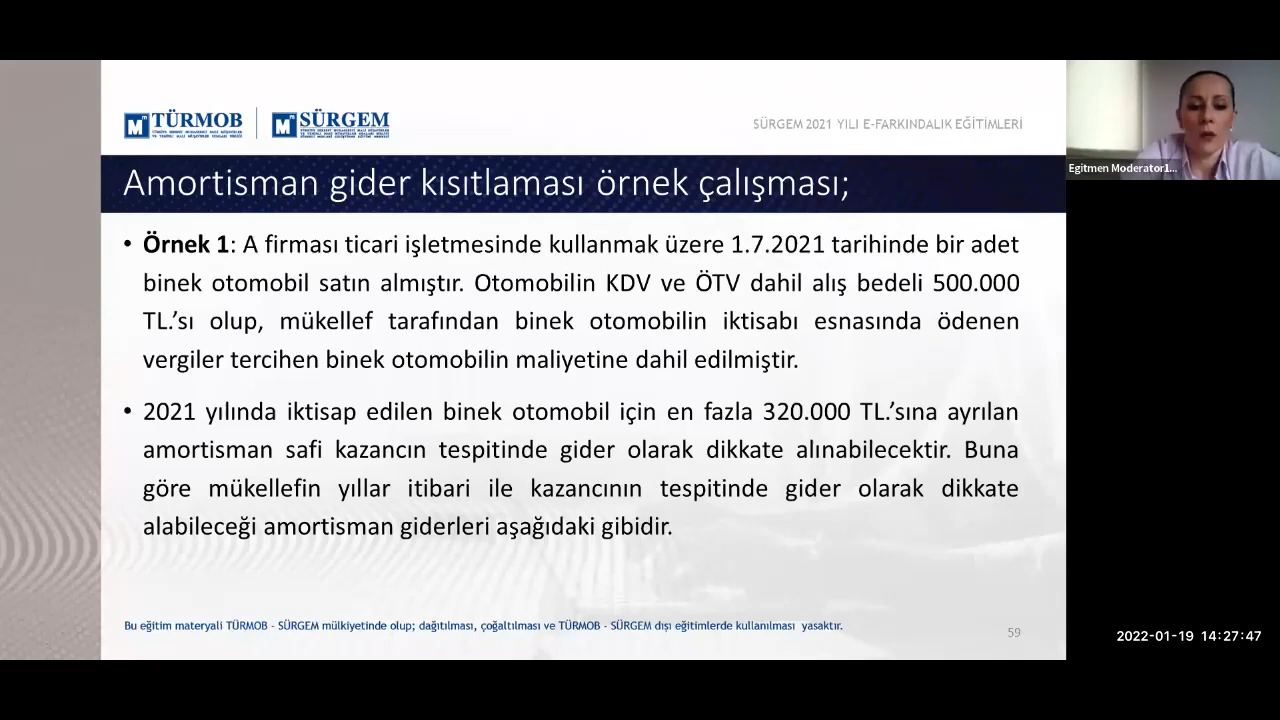 TÜRMOB
SÜRGEM
SÜRGEM 2021 YILI E-FARKINDALIK EĞİTİMLERİ
Egitmen Moderator1...
Amortisman gider kısıtlaması örnek çalışması;
• Örnek 1: A firması ticari işletmesinde kullanmak üzere 1.7.2021 tarihinde bir adet
binek otomobil satın almıştır. Otomobilin KDV ve ÖTV dahil alış bedeli 500.000
TL.’sı olup, mükellef tarafından binek otomobilin iktisabı esnasında ödenen
vergiler tercihen binek otomobilin maliyetine dahil edilmiştir.
• 2021 yılında iktisap edilen binek otomobil için en fazla 320.000 TL.’sına ayrılan
amortisman safi kazancın tespitinde gider olarak dikkate alınabilecektir. Buna
göre mükellefin yıllar itibari ile kazancının tespitinde gider olarak dikkate
alabileceği amortisman giderleri aşağıdaki gibidir.
Bu eğitim materyali TÜRMOB - SÜRGEM mülkiyetinde olup; dağıtılması, çoğaltılması ve TÜRMOB - SÜRGEM dışı eğitimlerde kullanılması yasaktır.
59
2022-01-19 14:27:47